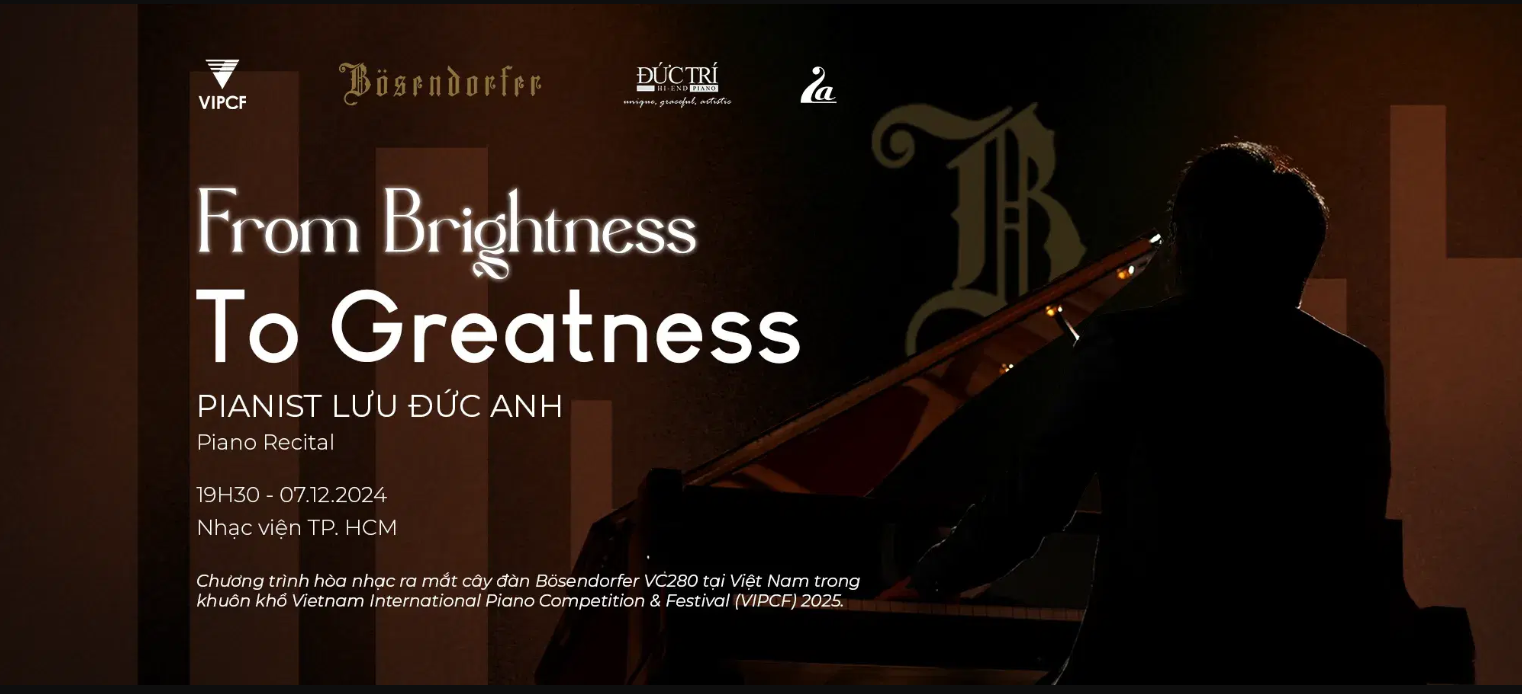 VIPCF
Bösendorfer
ĐỨC TRÍ
HI-END PIANO
unique, graceful, artistic
a
B
From Brightness
To Greatness
PIANIST LƯU ĐỨC ANH
Piano Recital
19H30 - 07.12.2024
Nhạc viện TP. HCM
Chương trình hòa nhạc ra mắt cây đàn Bösendorfer VC280 tại Việt Nam trong
khuôn khổ Vietnam International Piano Competition & Festival (VIPCF) 2025.